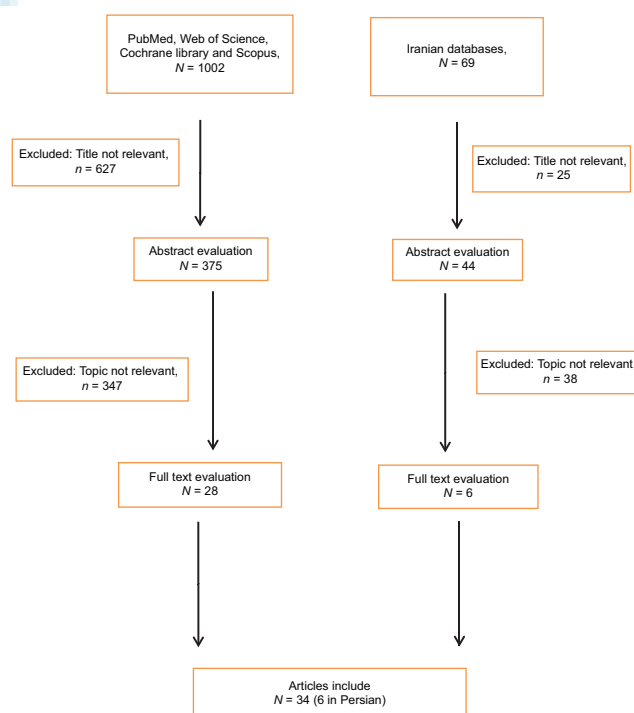 PubMed, Web of Science,
Cochrane library and Scopus,
N = 1002
Iranian databases,
N = 69
Excluded: Title not relevant,
n = 627
Excluded: Title not relevant,
n = 25
Abstract evaluation
N = 375
Abstract evaluation
N = 44
Excluded: Topic not relevant,
n = 347
Excluded: Topic not relevant
n = 38
Full text evaluation
N = 28
Full text evaluation
N = 6
Articles include
N = 34 (6 in Persian)